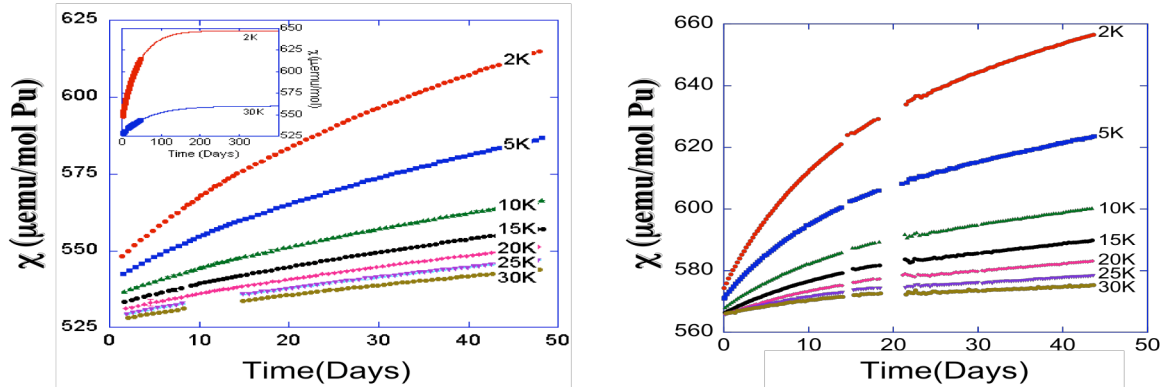 625
600
575
550
525
χ (μemu/mol Pu)
0
10
20
30
40
50
Time(Days)
2K
5K
10K
15K
20K
25K
30K
650
625
600
575
550
525
χ (μemu/mol)
0
100
200
300
Time (Days)
2K
30K
660
640
620
600
580
560
χ (μemu/mol Pu)
0
10
20
30
40
50
Time(Days)
2K
5K
10K
15K
20K
25K
30K